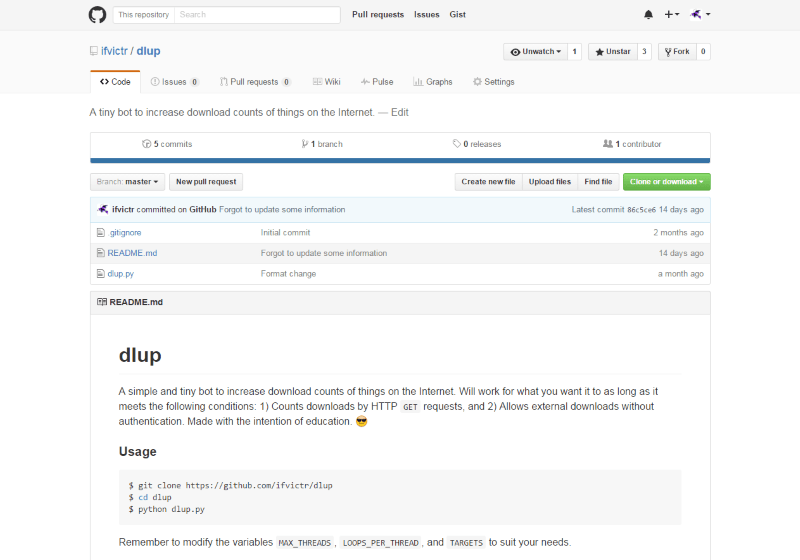 This repository Search Pull requests Issues Gist
ifvictr / dlup Unwatch 1 Unstar 3 Fork 0
Code Issues 0 Pull requests 0 Wiki Pulse Graphs Settings
A tiny bot to increase download counts of things on the Internet. — Edit
5 commits 1 branch 0 releases 1 contributor
Branch: master New pull request Create new file Upload files Find file Clone or download
ifvictr committed on GitHub Forgot to update some information Latest commit 86c5ce6 14 days ago
.gitignore Initial commit 2 months ago
README.md Forgot to update some information 14 days ago
dlup.py Format change a month ago
README.md
dlup
A simple and tiny bot to increase download counts of things on the Internet. Will work for what you want it to as long as it
meets the following conditions: 1) Counts downloads by HTTP GET requests, and 2) Allows external downloads without
authentication. Made with the intention of education. 😎
Usage
$ git clone https://github.com/ifvictr/dlup
$ cd dlup
$ python dlup.py
Remember to modify the variables MAX_THREADS, LOOPS_PER_THREAD, and TARGETS to suit your needs.